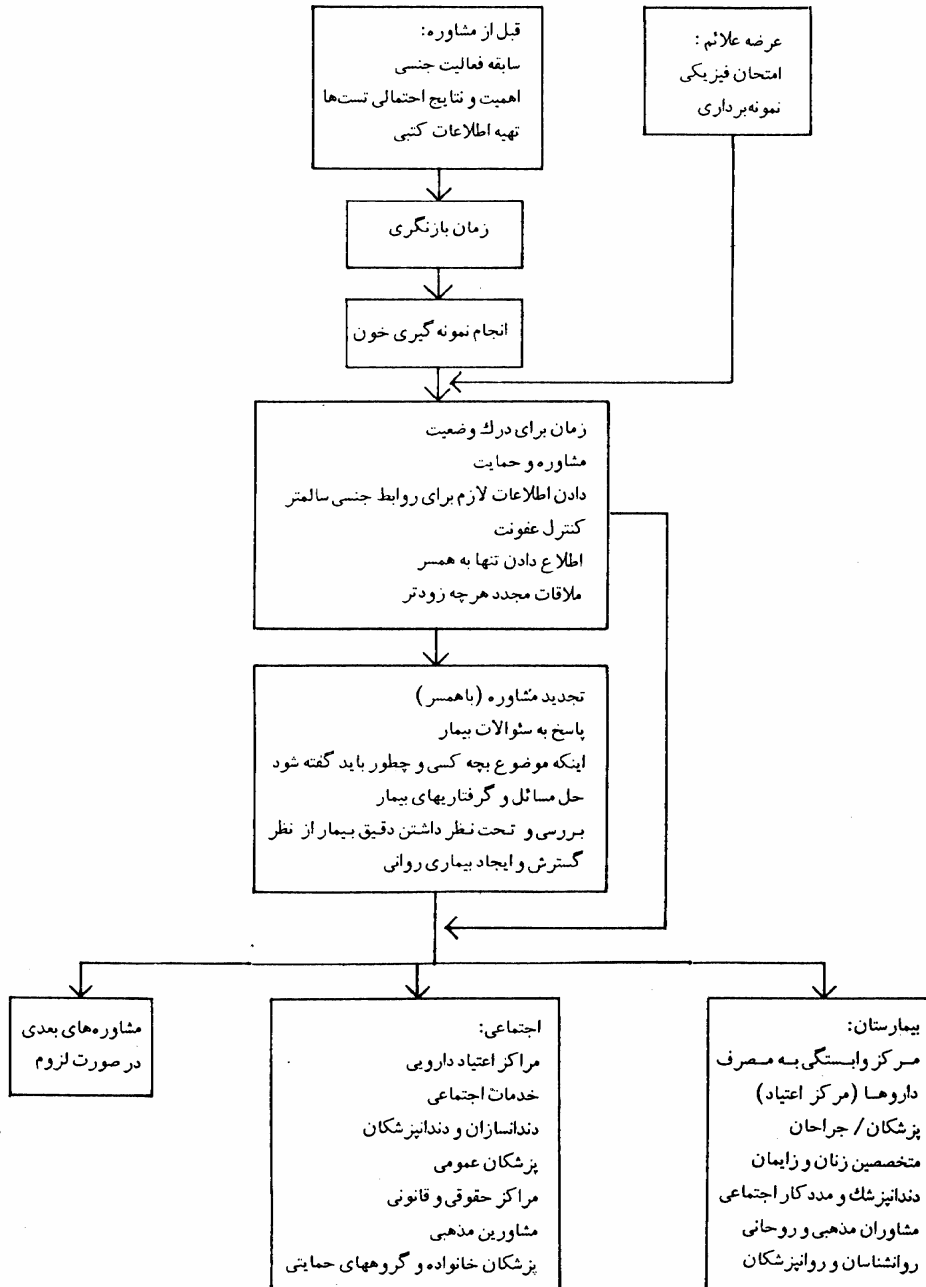 قبل از مشاوره:
سابقه فعالیت جنسی
اهمیت و نتایج احتمالی تست‌ها
تهیه اطلاعات کتبی
عرضه علائم:
امتحان فیزیکی
نمونه‌برداری
زمان بازنگری
انجام نمونه گیری خون
زمان برای درك وضعیت
مشاوره و حمایت
دادن اطلاعات لازم برای روابط جنسی سالمتر
کنترل عفونت
اطلاع دادن تنها به همسر
ملاقات مجدد هرچه زودتر
تجدید مشاوره (باهمسر)
پاسخ به سئوالات بیمار
اینکه موضوع بچه کسی و چطور باید گفته شود
حل مسائل و گرفتاریهای بیمار
بررسی و تحت نظر داشتن دقیق بیمار از نظر
گسترش و ایجاد بیماری روانی
بیمارستان:
مرکز وابستگی به مصرف
داروها (مرکز اعتیاد)
پزشکان/ جراحان
متخصصین زنان و زایمان
دندانپزشك و مددکار اجتماعی
مشاوران مذهبی و روحانی
روانشناسان و روانپزشکان
اجتماعی:
مراکز اعتیاد دارویی
خدمات اجتماعی
دندانسازان و دندانپزشکان
پزشکان عمومی
مراکز حقوقی و قانونی
مشاورین مذهبی
پزشکان خانواده و گروههای حمایتی
مشاوره‌های بعدی
در صورت لزوم